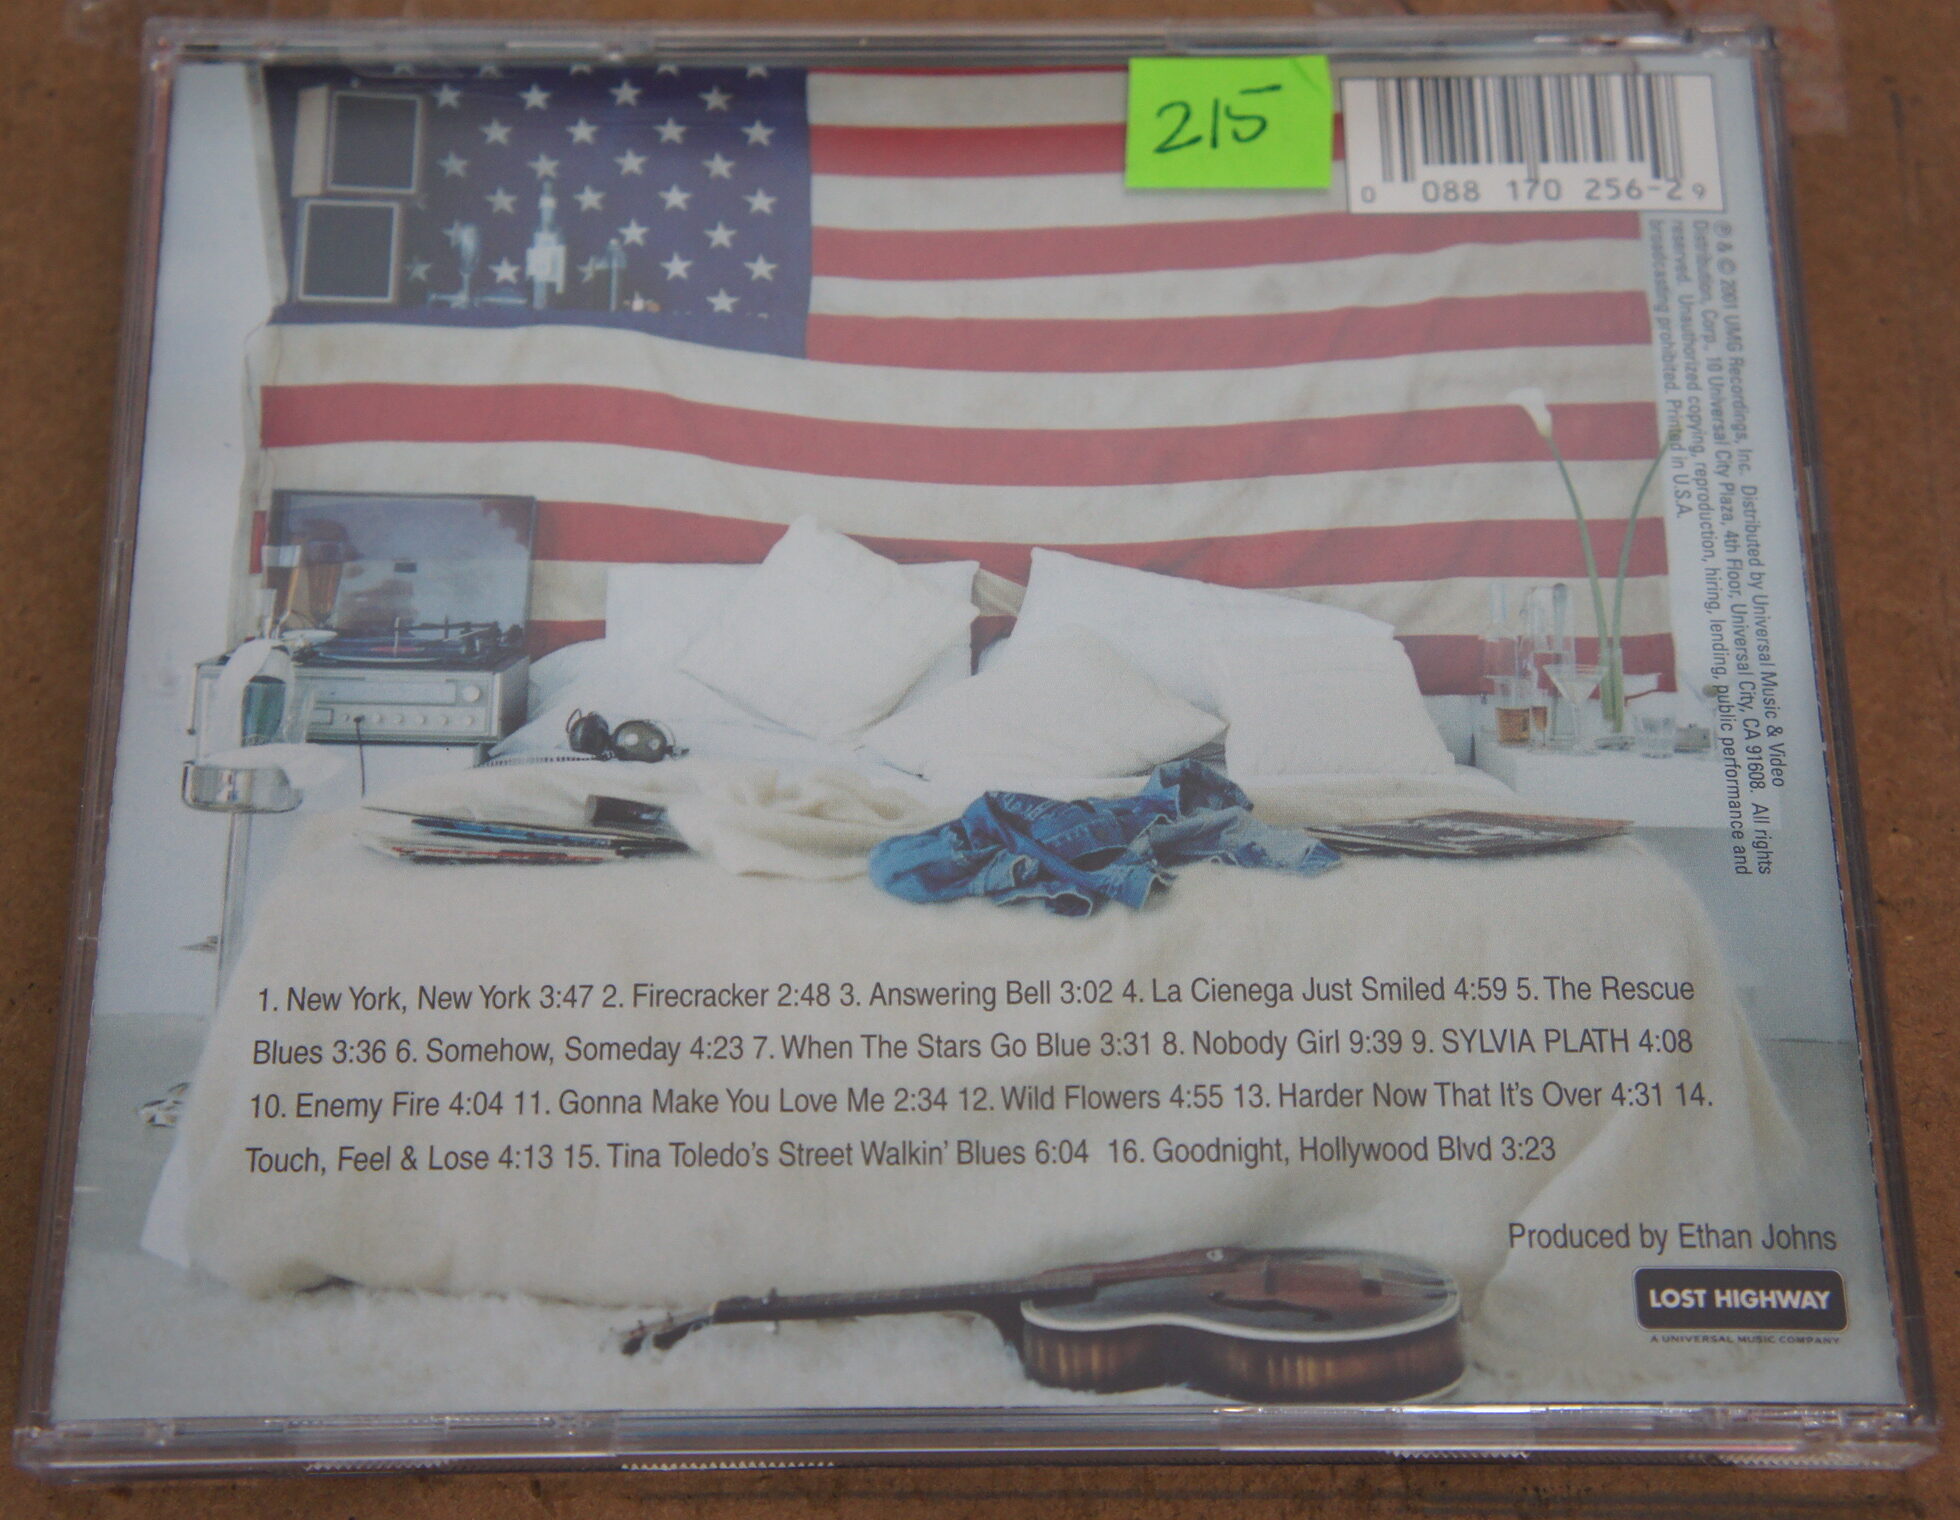 215
0 088 170 256-2 9
℗ & © 2001 UMG Recordings, Inc. Distributed by Universal Music & Video
Distribution, Corp., 10 Universal City Plaza, 4th Floor, Universal City, CA 91608. All rights
reserved. Unauthorized copying, reproduction, hiring, lending, public performance and
broadcasting prohibited. Printed in U.S.A.
1. New York, New York 3:47 2. Firecracker 2:48 3. Answering Bell 3:02 4. La Cienega Just Smiled 4:59 5. The Rescue
Blues 3:36 6. Somehow, Someday 4:23 7. When The Stars Go Blue 3:31 8. Nobody Girl 9:39 9. SYLVIA PLATH 4:08
10. Enemy Fire 4:04 11. Gonna Make You Love Me 2:34 12. Wild Flowers 4:55 13. Harder Now That It's Over 4:31 14.
Touch, Feel & Lose 4:13 15. Tina Toledo's Street Walkin' Blues 6:04 16. Goodnight, Hollywood Blvd 3:23
Produced by Ethan Johns
LOST HIGHWAY
A UNIVERSAL MUSIC COMPANY